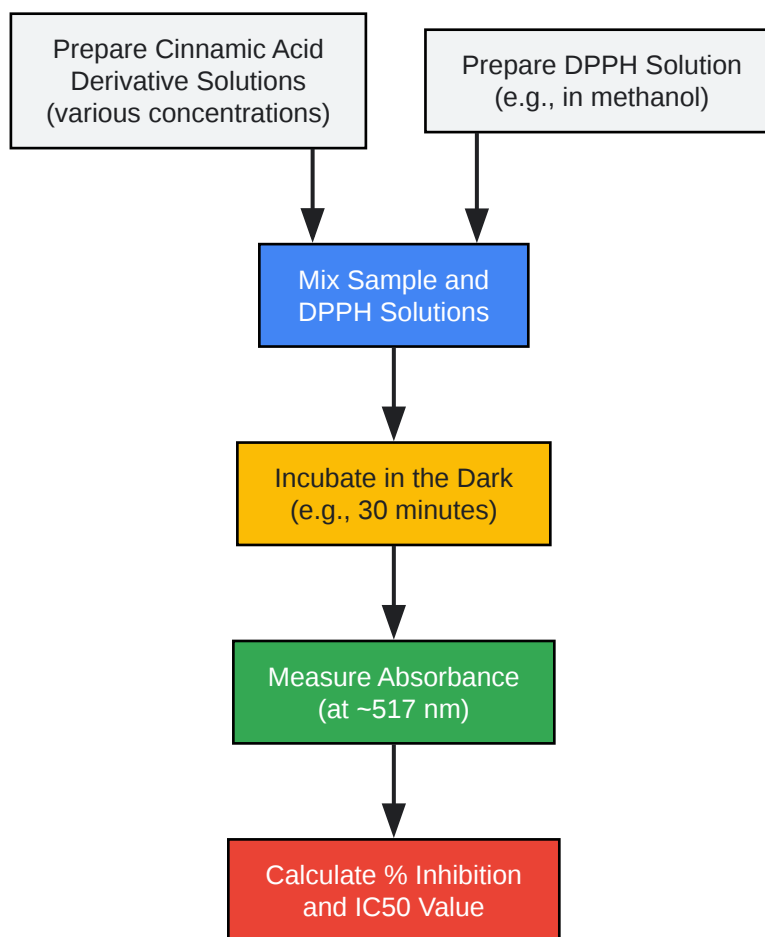 Prepare Cinnamic Acid
Derivative Solutions
(various concentrations)
Prepare DPPH Solution
(e.g., in methanol)
Mix Sample and
DPPH Solutions
Incubate in the Dark
(e.g., 30 minutes)
Measure Absorbance
(at ~517 nm)
Calculate % Inhibition
and IC50 Value